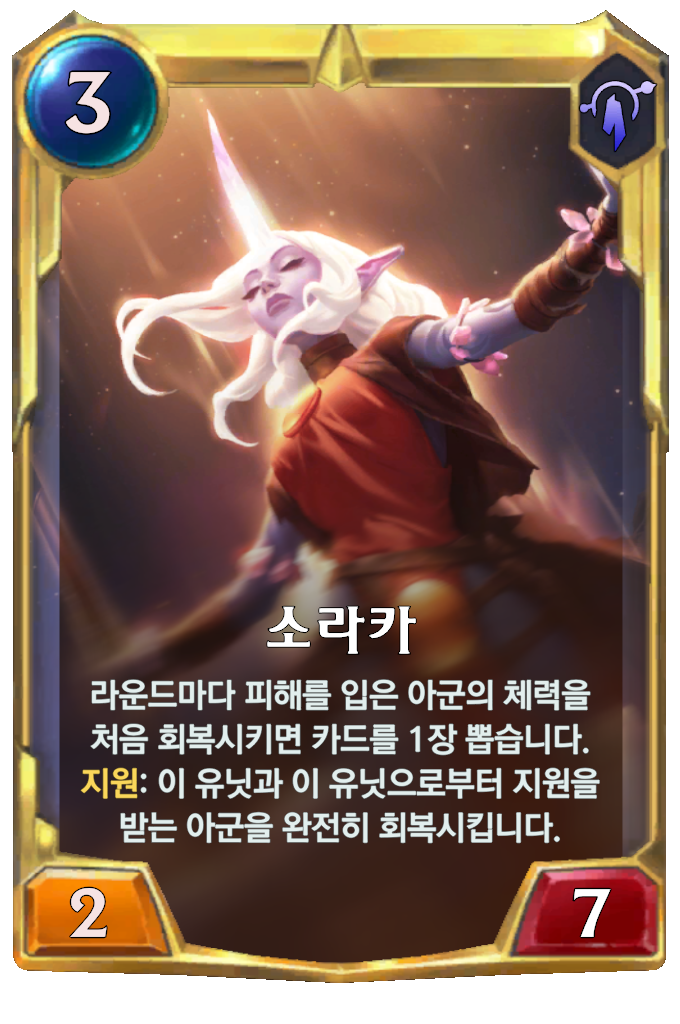 3
소라카
라운드마다 피해를 입은 아군의 체력을
처음 회복시키면 카드를 1장 뽑습니다.
지원: 이 유닛과 이 유닛으로부터 지원을
받는 아군을 완전히 회복시킵니다.
2
7